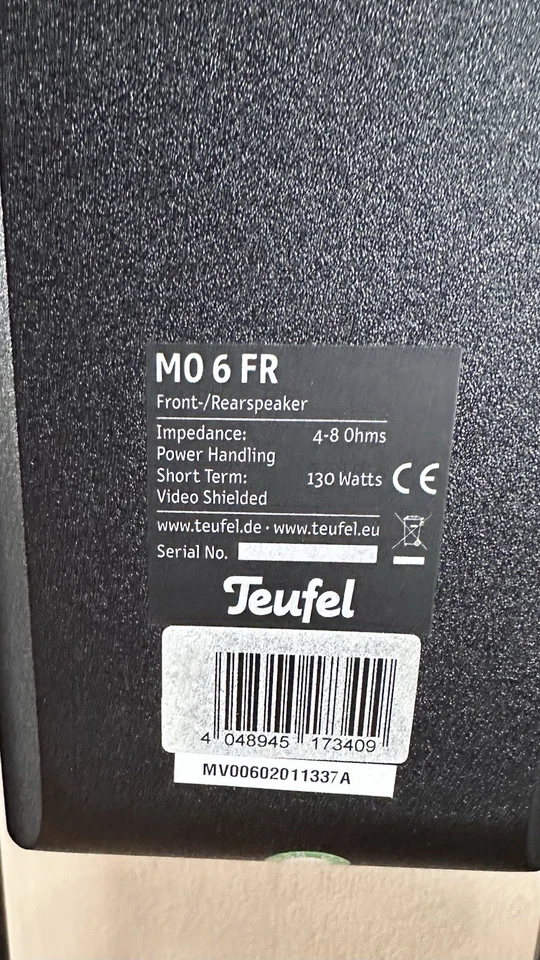 MO 6 FR
Front-/Rearspeaker
Impedance: 4-8 Ohms
Power Handling
Short Term: 130 Watts
Video Shielded
CE
www.teufel.de · www.teufel.eu
Serial No.
Teufel
4 048945 173409
MV00602011337A